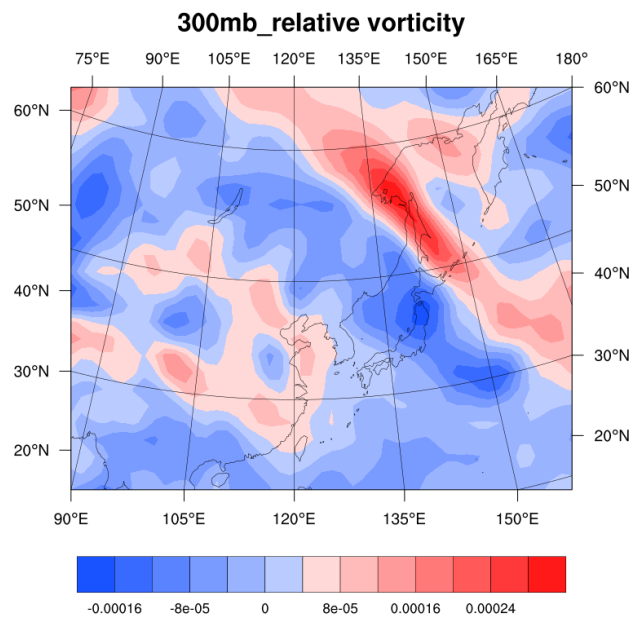 300mb_relative vorticity
75°E 90°E 105°E 120°E 135°E 150°E 165°E 180°
60°N 60°N
50°N 50°N
40°N 40°N
30°N 30°N
20°N 20°N
90°E 105°E 120°E 135°E 150°E
-0.00016 -8e-05 0 8e-05 0.00016 0.00024